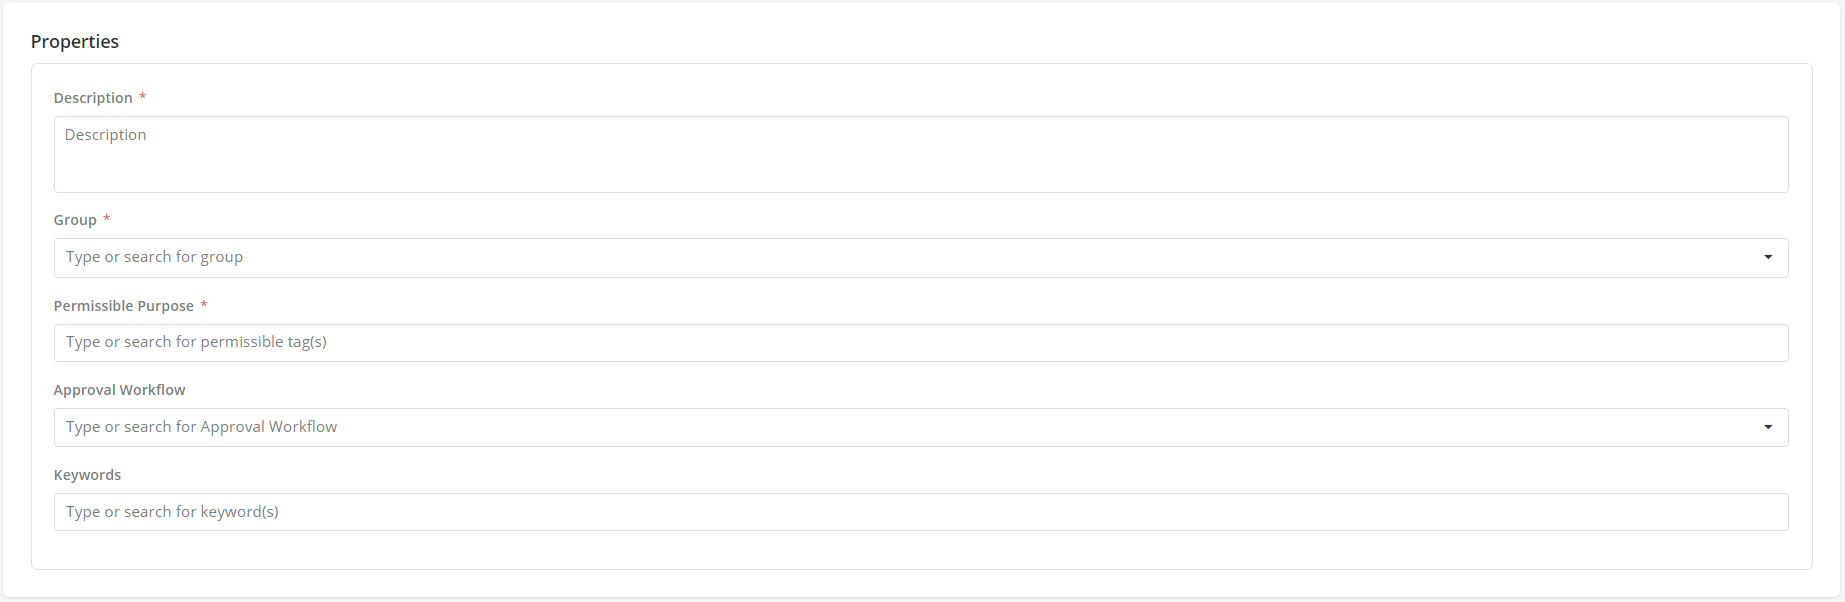 Properties
Description *
Description
Group *
Type or search for group
Permissible Purpose *
Type or search for permissible tag(s)
Approval Workflow
Type or search for Approval Workflow
Keywords
Type or search for keyword(s)